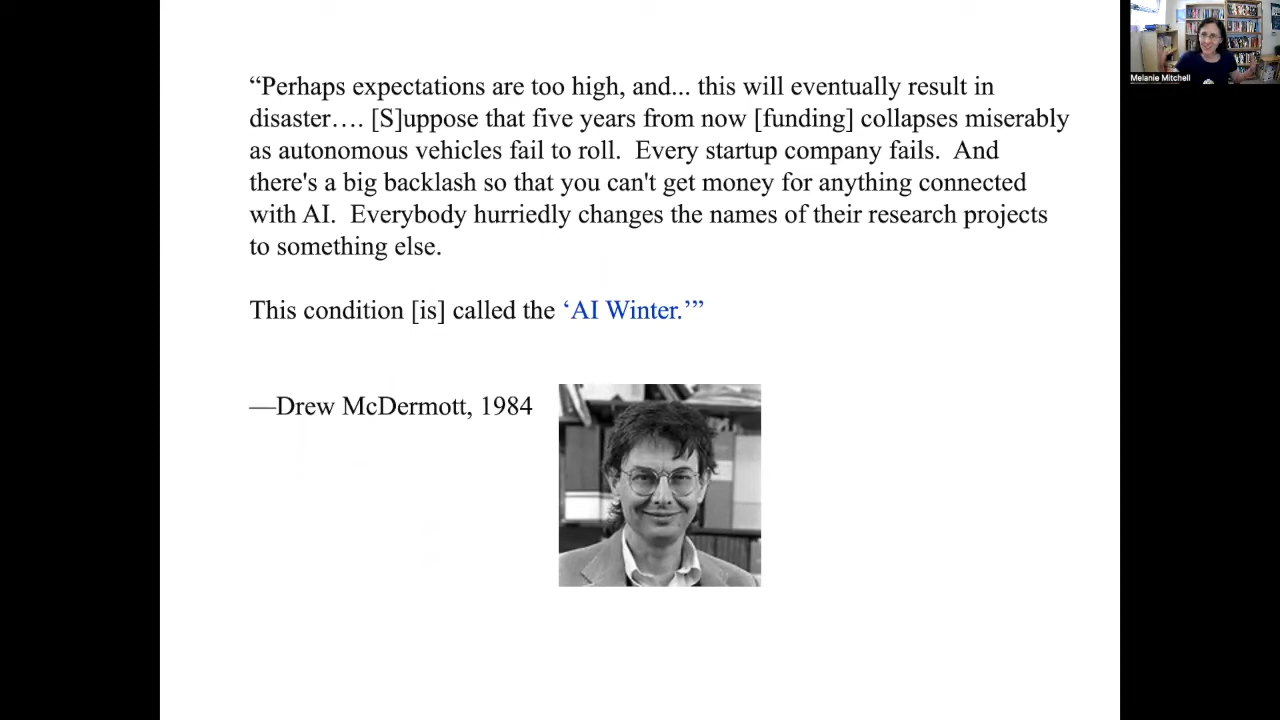 “Perhaps expectations are too high, and... this will eventually result in
disaster…. [S]uppose that five years from now [funding] collapses miserably
as autonomous vehicles fail to roll.  Every startup company fails.  And
there's a big backlash so that you can't get money for anything connected
with AI.  Everybody hurriedly changes the names of their research projects
to something else.
This condition [is] called the ‘AI Winter.’”
—Drew McDermott, 1984
Melanie Mitchell